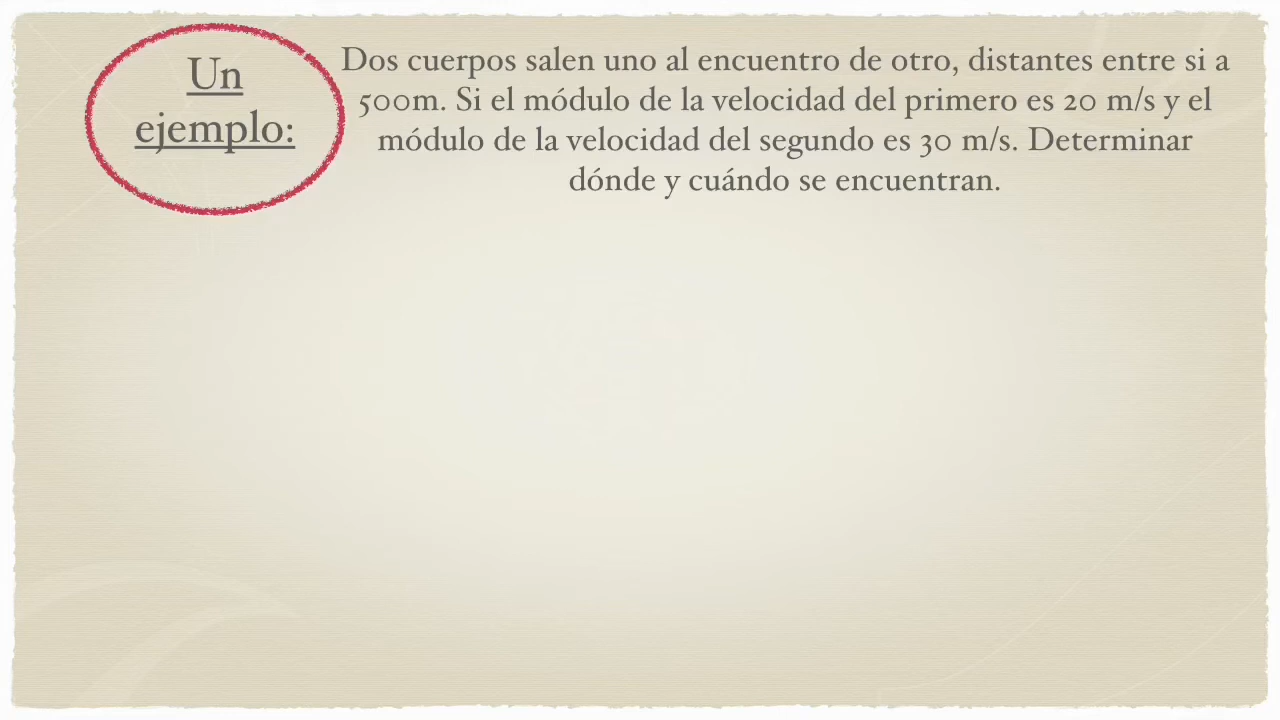 Un
ejemplo:
Dos cuerpos salen uno al encuentro de otro, distantes entre si a
500m. Si el módulo de la velocidad del primero es 20 m/s y el
módulo de la velocidad del segundo es 30 m/s. Determinar
dónde y cuándo se encuentran.